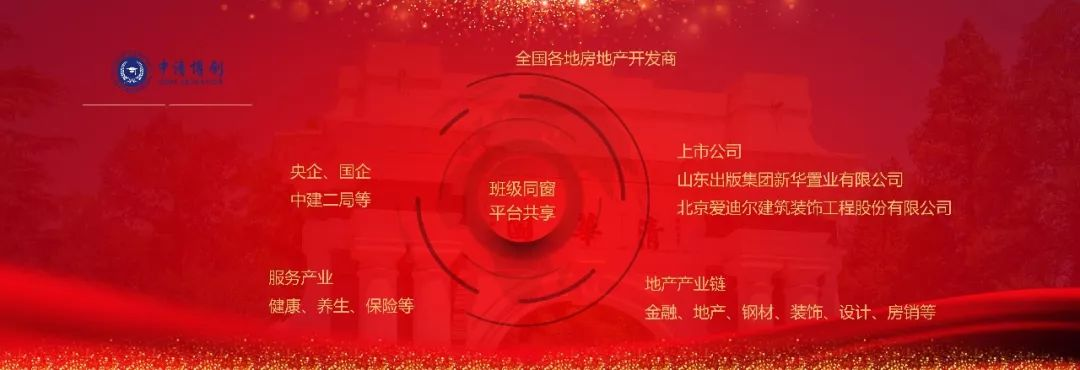 中清博创
全国各地房地产开发商
上市公司
山东出版集团新华置业有限公司
北京爱迪尔建筑装饰工程股份有限公司
央企、国企
中建二局等
班级同窗
平台共享
園華清
服务产业
健康、养生、保险等
地产产业链
金融、地产、钢材、装饰、设计、房销等